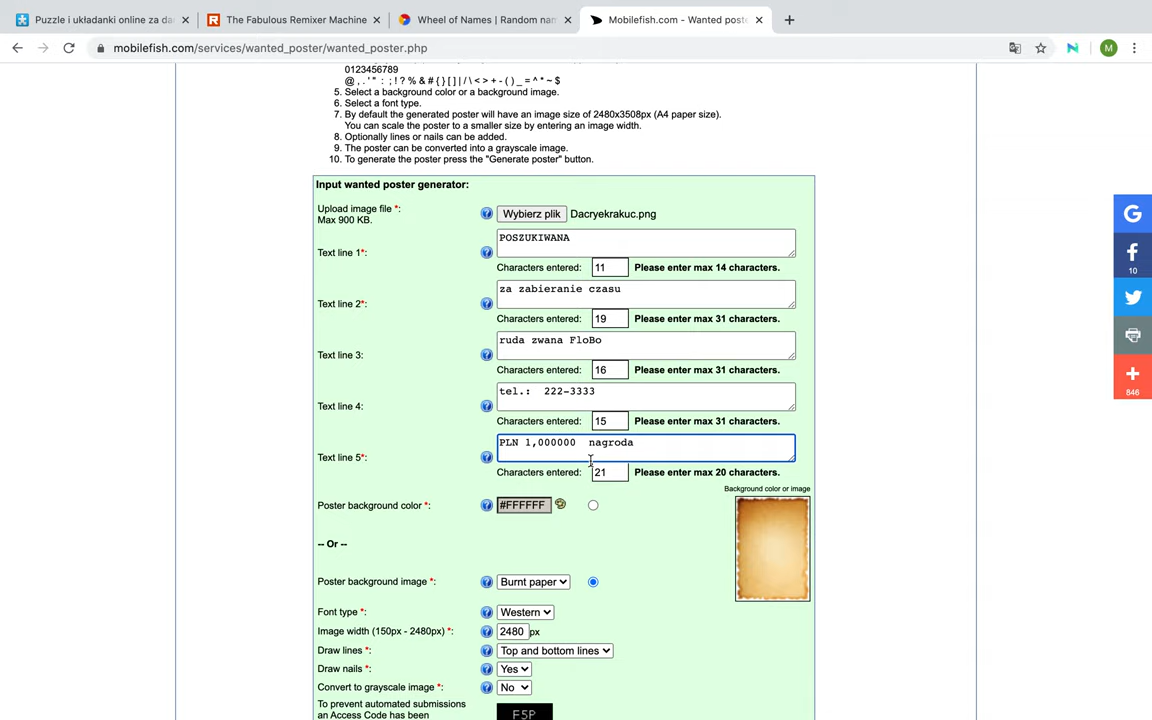 Puzzle i układanki online za da
The Fabulous Remixer Machine
Wheel of Names | Random nam
Mobilefish.com - Wanted poste
mobilefish.com/services/wanted_poster/wanted_poster.php
M
0123456789
@ , . ' " : ; ! ? % & # { } [ ] | / \ < > + - ( ) _ = ^ * ~ $
5. Select a background color or a background image.
6. Select a font type.
7. By default the generated poster will have an image size of 2480x3508px (A4 paper size).
You can scale the poster to a smaller size by entering an image width.
8. Optionally lines or nails can be added.
9. The poster can be converted into a grayscale image.
10. To generate the poster press the "Generate poster" button.
Input wanted poster generator:
Upload image file *: Wybierz plik Dacryekrakuc.png
Max 900 KB.
Text line 1*: POSZUKIWANA
Characters entered: 11 Please enter max 14 characters.
Text line 2*: za zabieranie czasu
Characters entered: 19 Please enter max 31 characters.
Text line 3: ruda zwana FloBo
Characters entered: 16 Please enter max 31 characters.
Text line 4: tel.:  222-3333
Characters entered: 15 Please enter max 31 characters.
Text line 5*: PLN 1,000000  nagroda
Characters entered: 21 Please enter max 20 characters.
Background color or image
Poster background color *: #FFFFFF
-- Or --
Poster background image *: Burnt paper
Font type *: Western
Image width (150px - 2480px) *: 2480 px
Draw lines *: Top and bottom lines
Draw nails *: Yes
Convert to grayscale image *: No
To prevent automated submissions
an Access Code has been
F5P
10
846